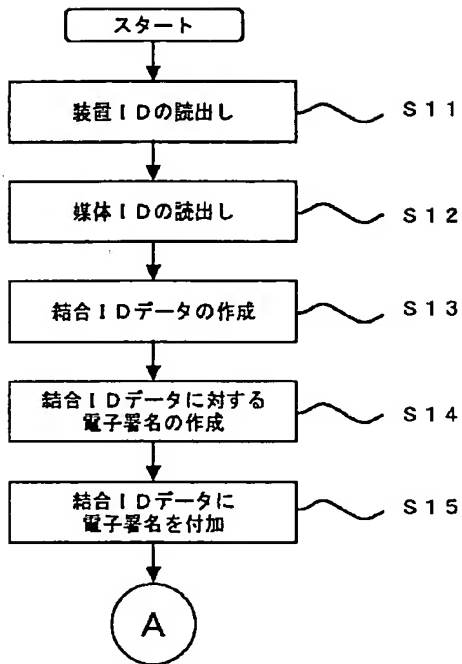 スタート
装置IDの読出し
S11
媒体IDの読出し
S12
結合IDデータの作成
S13
結合IDデータに対する
電子署名の作成
S14
結合IDデータに
電子署名を付加
S15
A